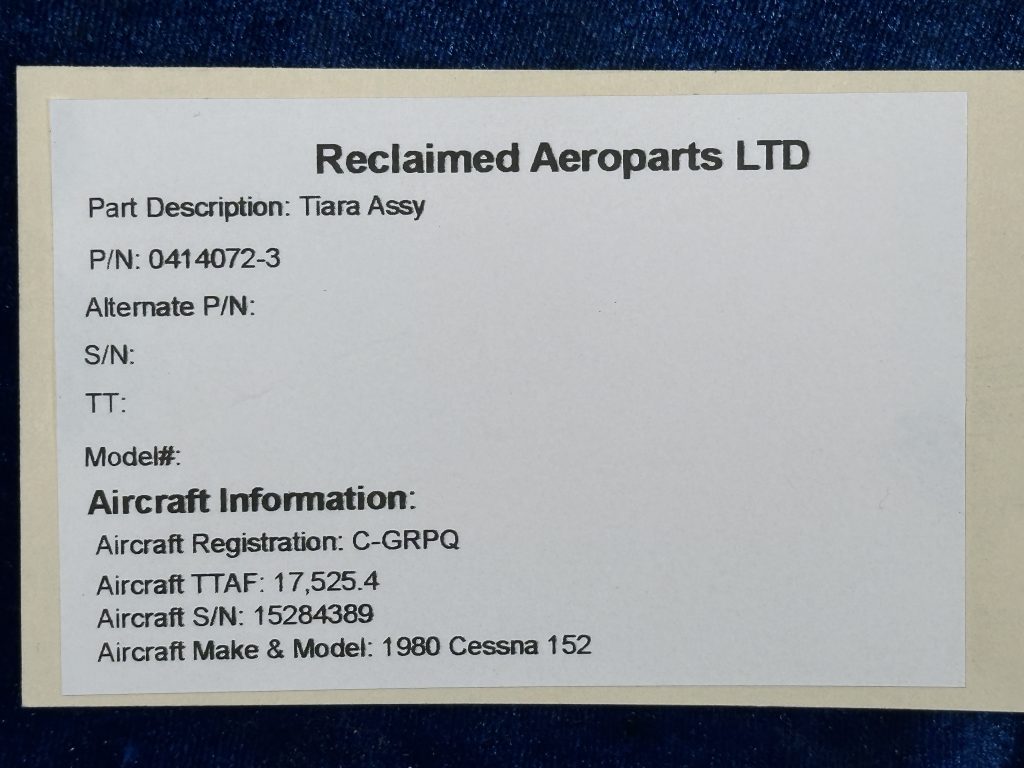 Reclaimed Aeroparts LTD
Part Description: Tiara Assy
P/N: 0414072-3
Alternate P/N:
S/N:
TT:
Model#:
Aircraft Information:
Aircraft Registration: C-GRPQ
Aircraft TTAF: 17,525.4
Aircraft S/N: 15284389
Aircraft Make & Model: 1980 Cessna 152